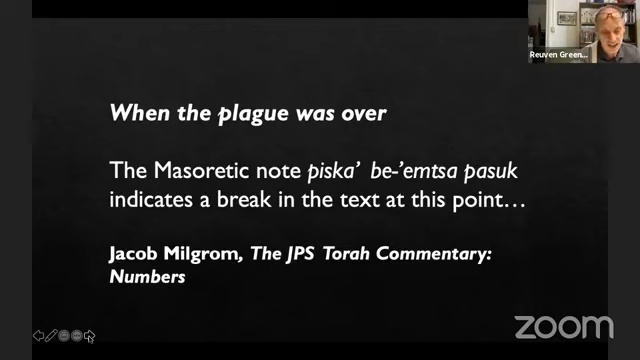 Reuven Green...
When the plague was over
The Masoretic note piska’ be-’emtsa pasuk
indicates a break in the text at this point…
Jacob Milgrom, The JPS Torah Commentary:
Numbers
zoom